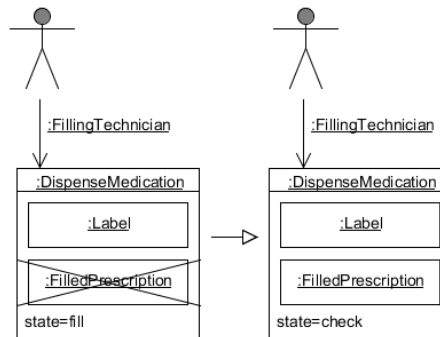 :FillingTechnician
:DispenseMedication
:Label
:FilledPrescription
state=fill
:FillingTechnician
:DispenseMedication
:Label
:FilledPrescription
state=check